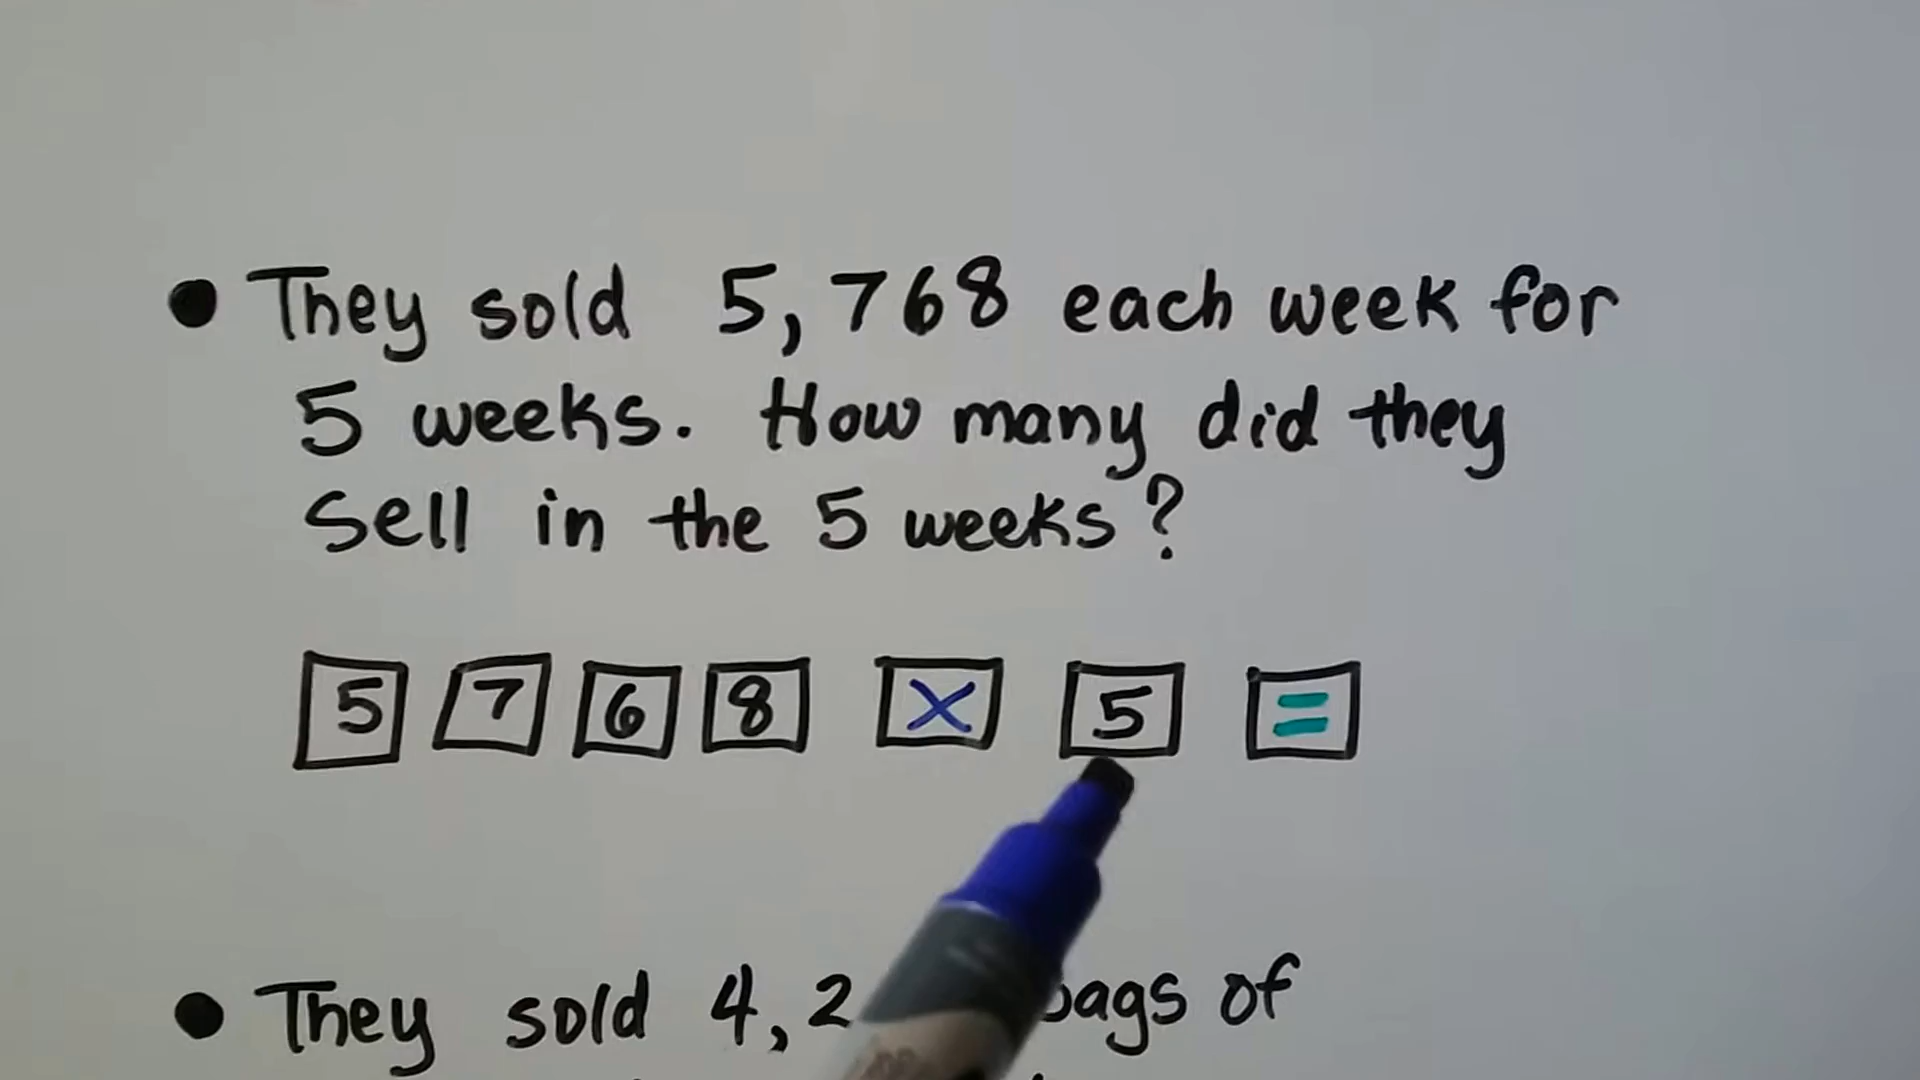 • They sold 5,768 each week for
5 weeks. How many did they
sell in the 5 weeks?
5 7 6 8 × 5 =
• They sold 4,2 of